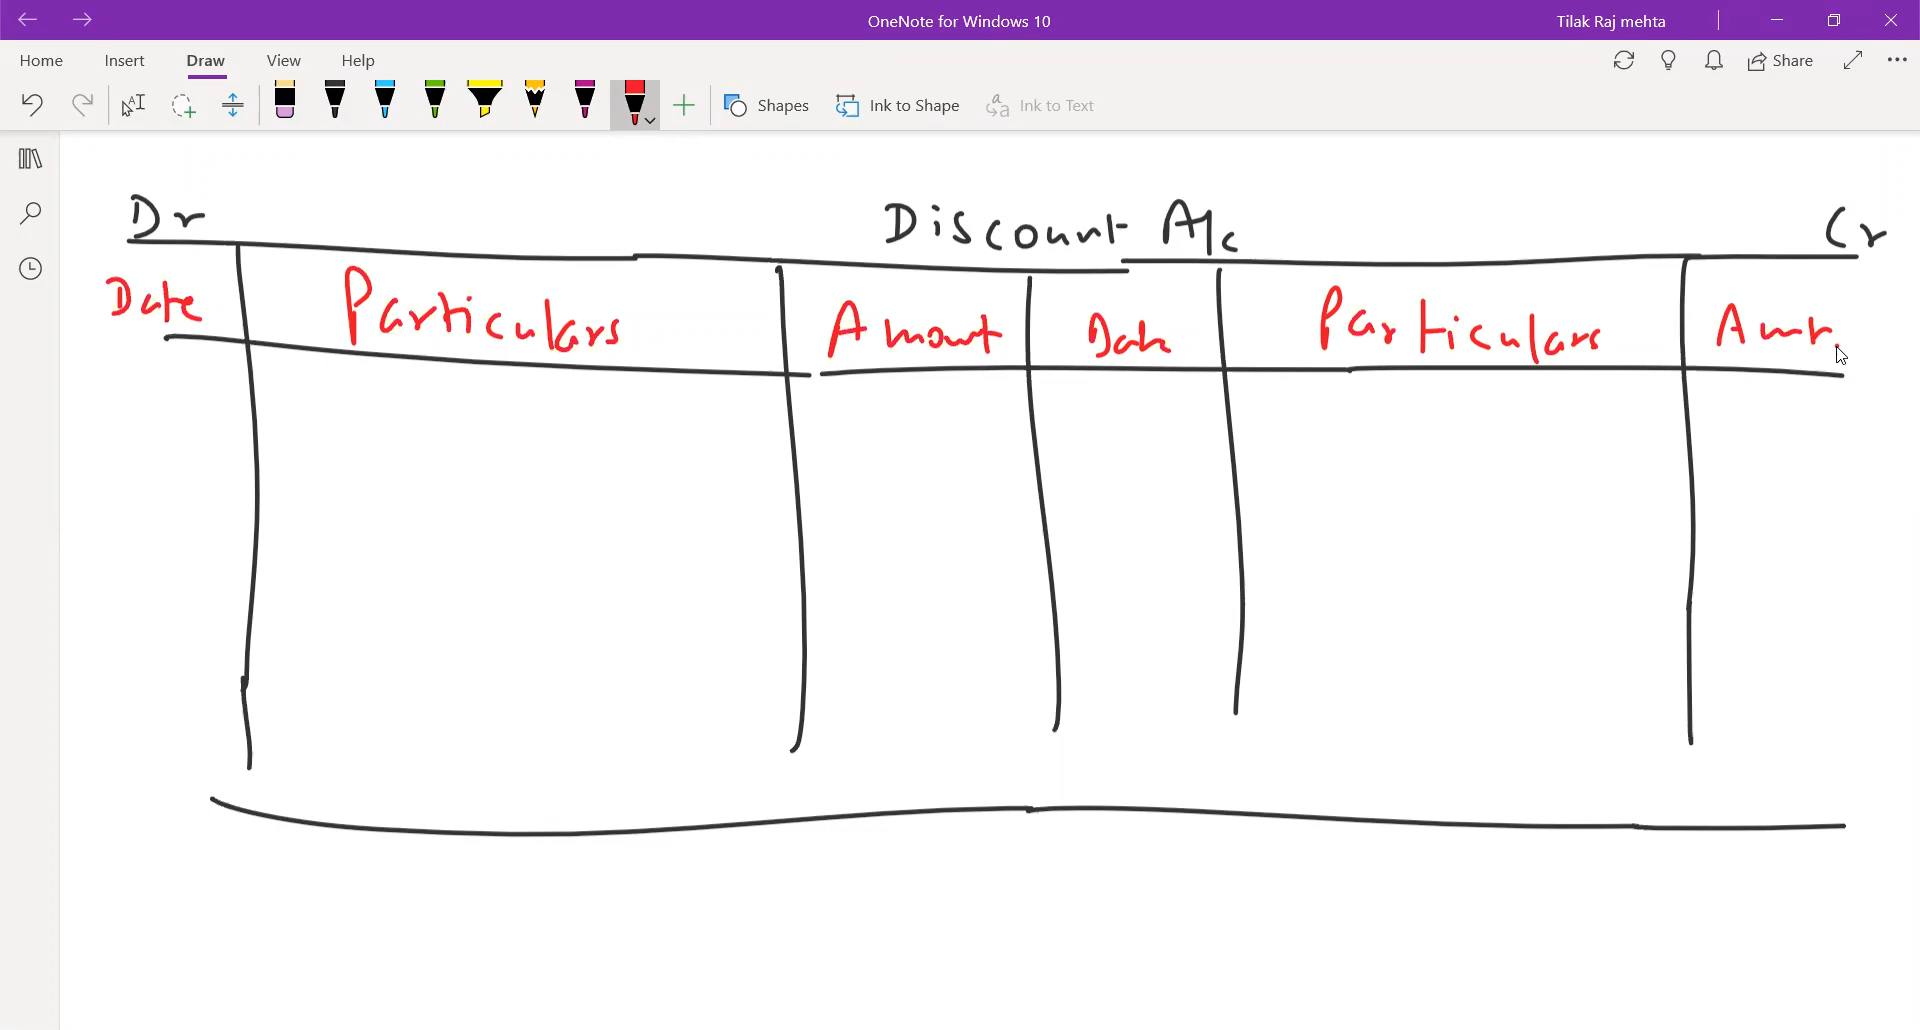 OneNote for Windows 10
Tilak Raj mehta
Home Insert Draw View Help
Share
Shapes Ink to Shape Ink to Text
Dr Discount A/c Cr
Date Particulars Amount Date Particulars Amt.